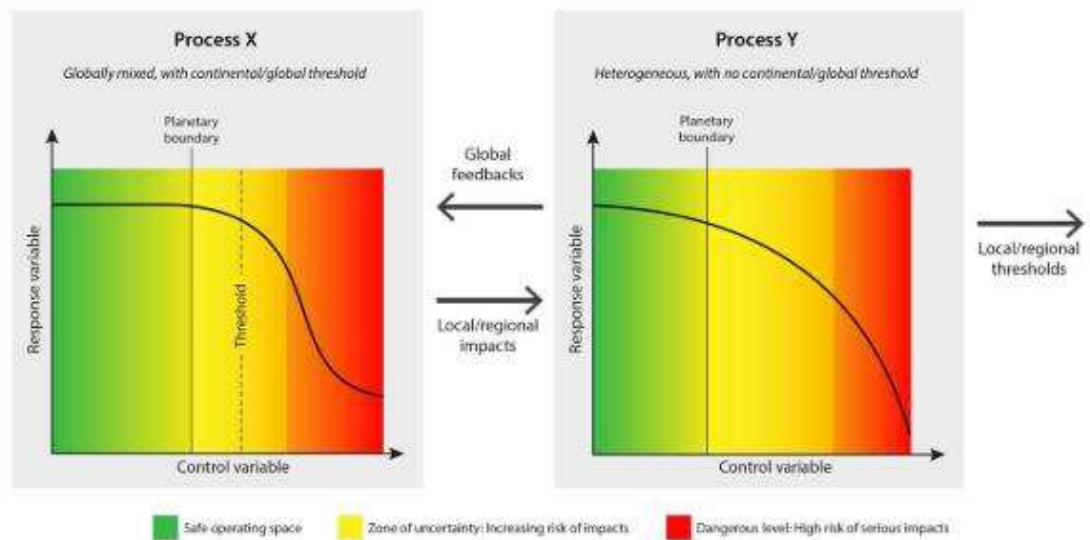 Process X
Globally mixed, with continental/global threshold
Planetary
boundary
Response variable
Threshold
Control variable
Global
feedbacks
Local/regional
impacts
Process Y
Heterogeneous, with no continental/global threshold
Planetary
boundary
Response variable
Control variable
Local/regional
thresholds
Safe operating space
Zone of uncertainty: Increasing risk of impacts
Dangerous level: High risk of serious impacts